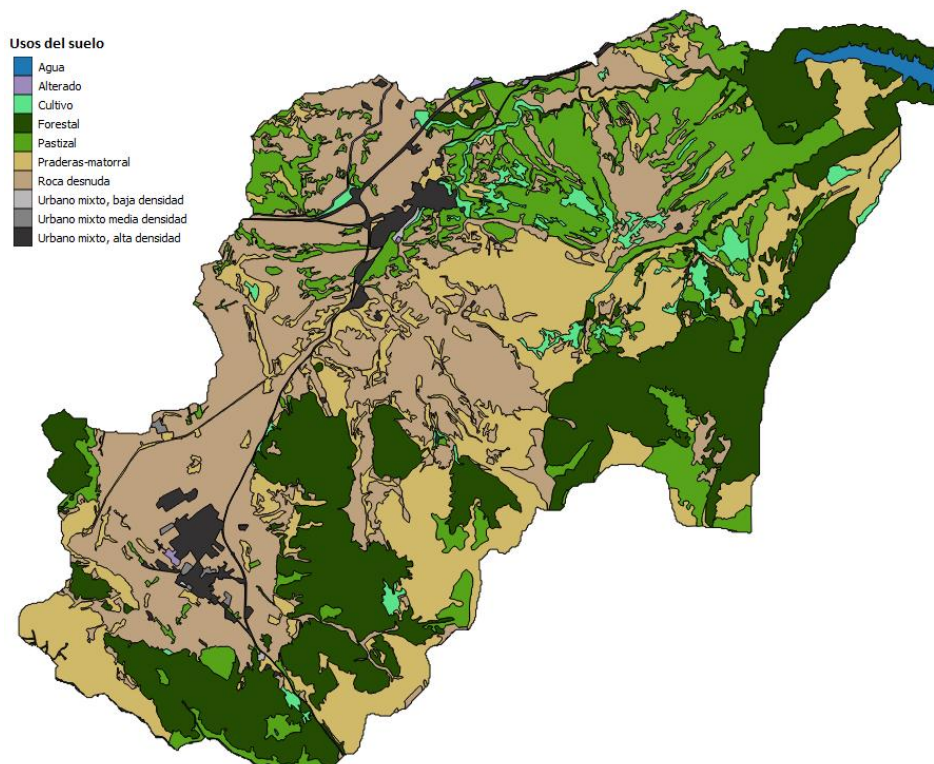 Usos del suelo
Agua
Alterado
Cultivo
Forestal
Pastizal
Praderas-matorral
Roca desnuda
Urbano mixto, baja densidad
Urbano mixto media densidad
Urbano mixto, alta densidad